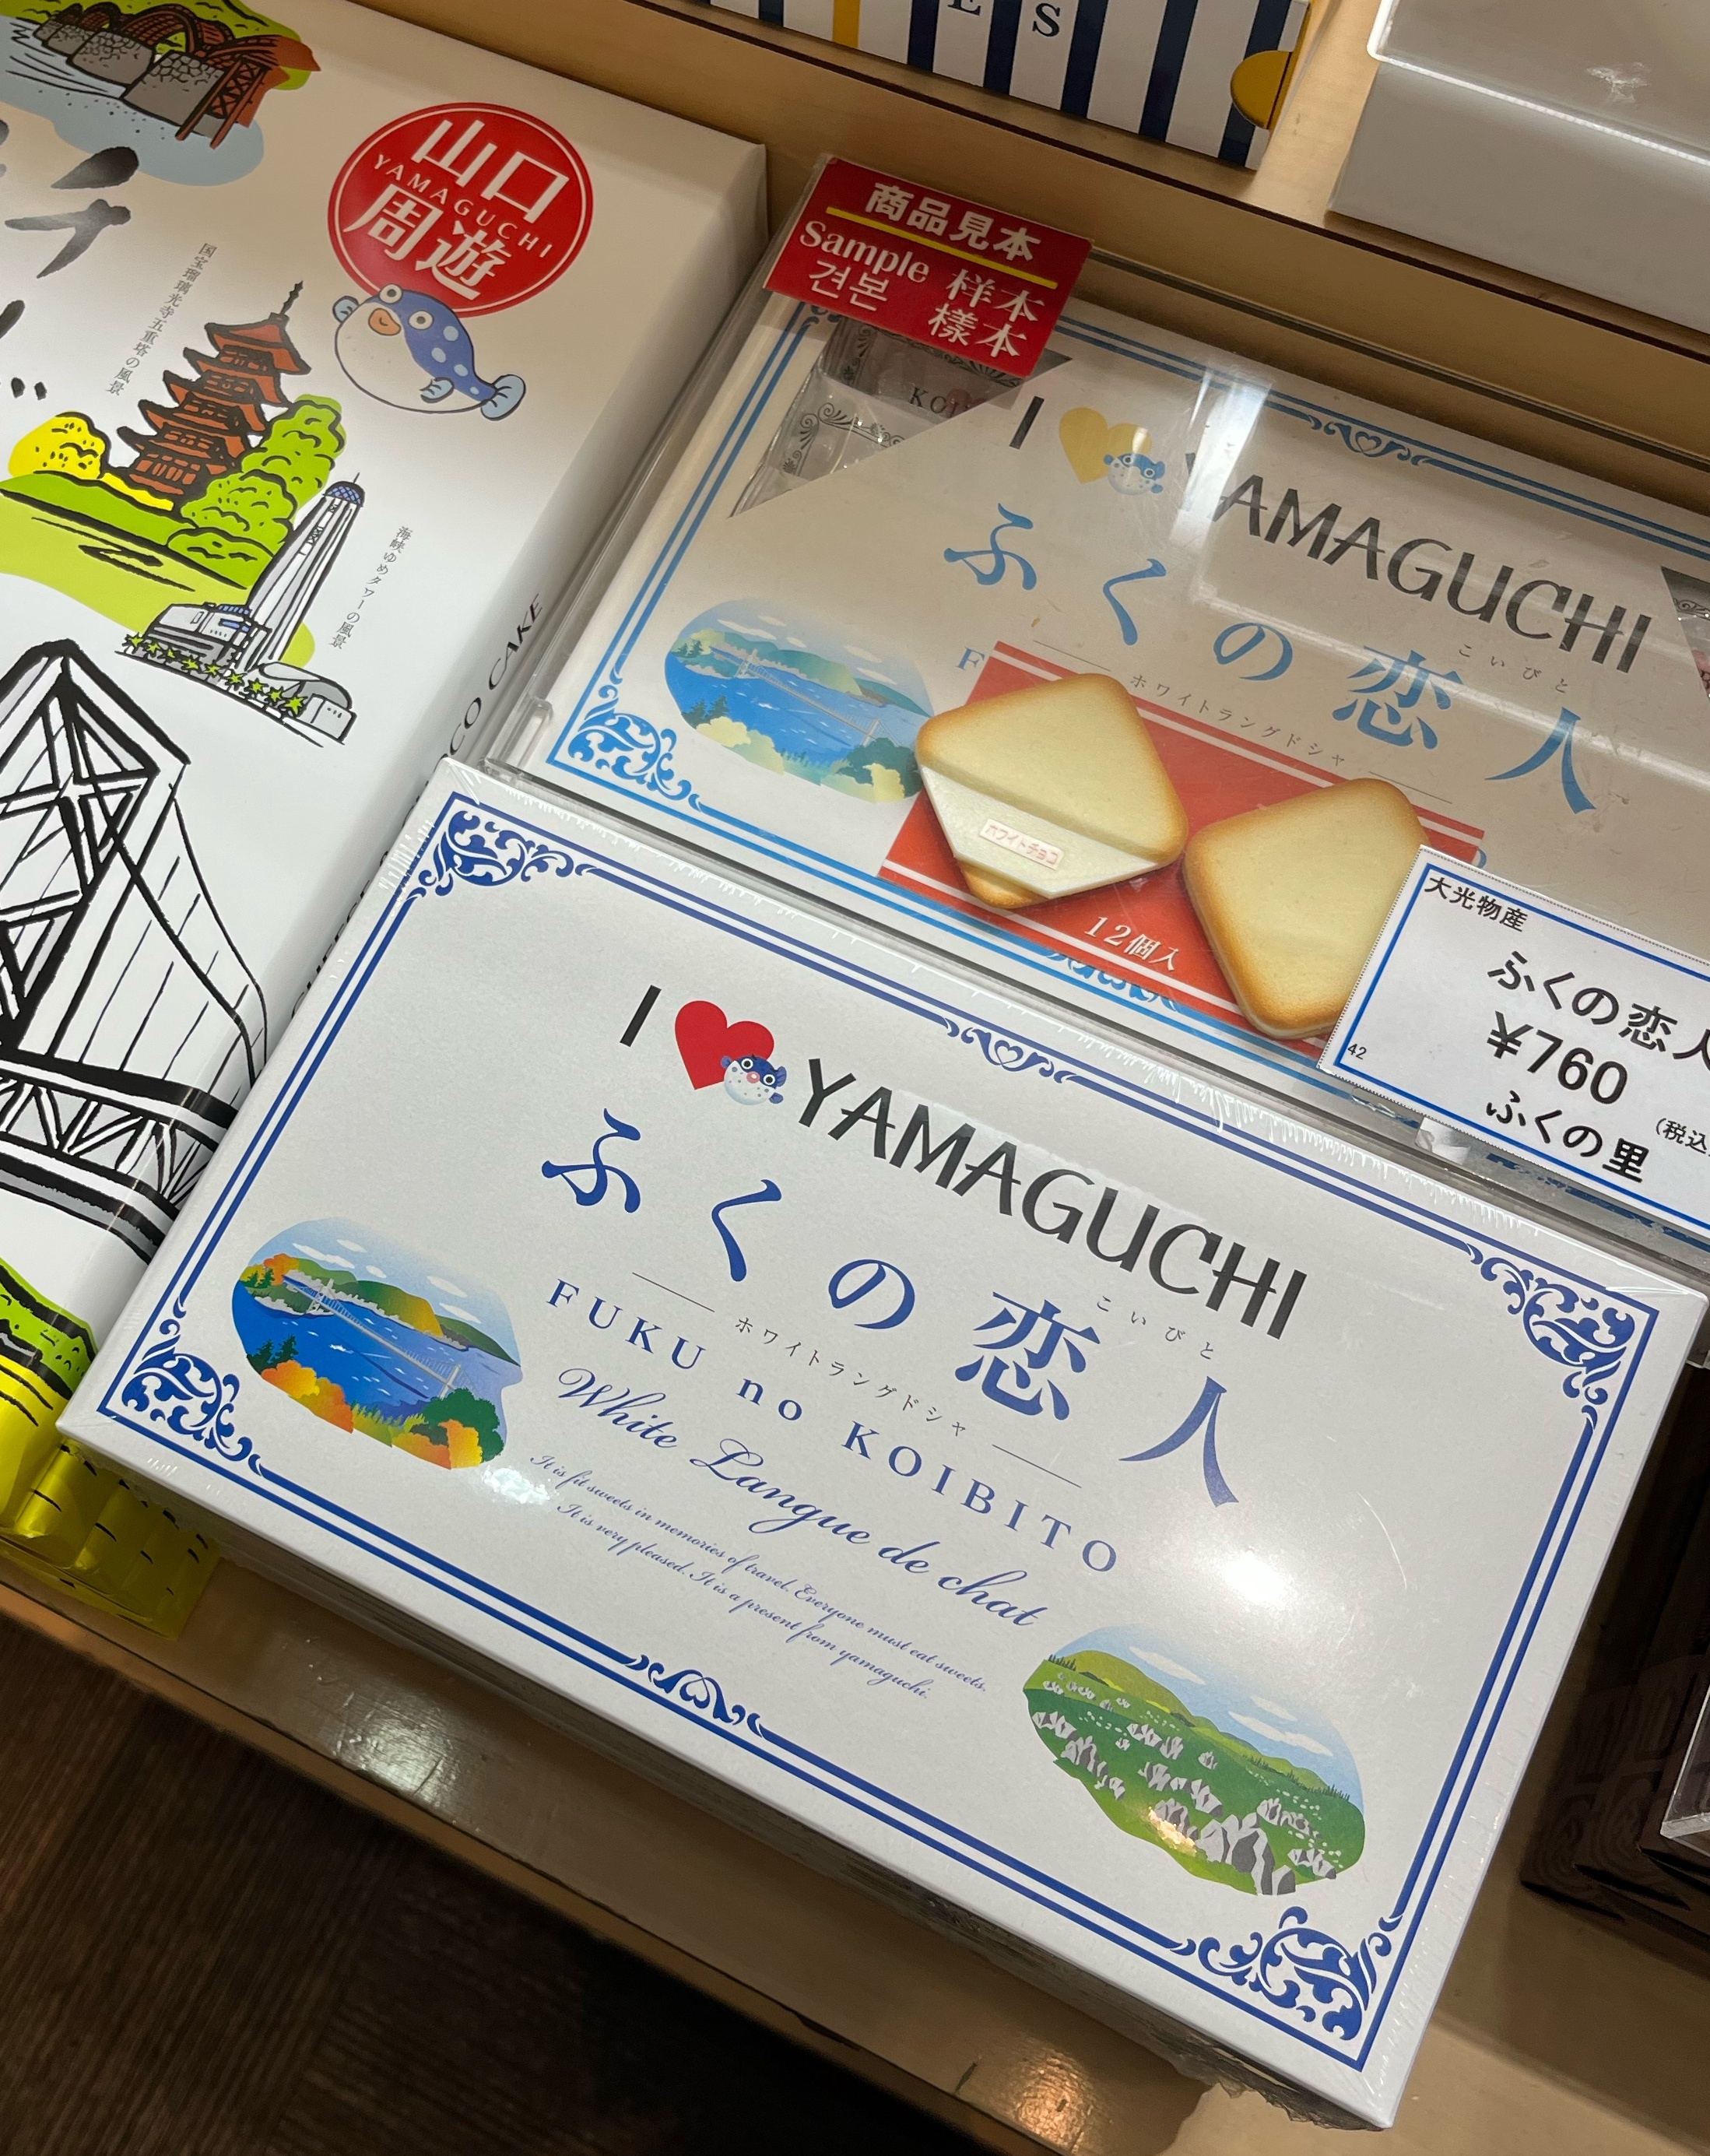 E S
山口
YAMAGUCHI
周遊
国宝瑠璃光寺五重塔の風景
海峡ゆめタワーの風景
チ
CO CAKE
商品見本
Sample 样本
견본 樣本
KOI
I YAMAGUCHI
ふくの恋人
こいびと
ホワイトラングドシャ
F
ホワイトチョコ
12個入
大光物産
ふくの恋人
¥760
(税込
ふくの里
42
I YAMAGUCHI
ふくの恋人
こいびと
ホワイトラングドシャ
FUKU no KOIBITO
White Langue de chat
It is fit sweets in memories of travel. Everyone must eat sweets.
It is very pleased. It is a present from yamaguchi.